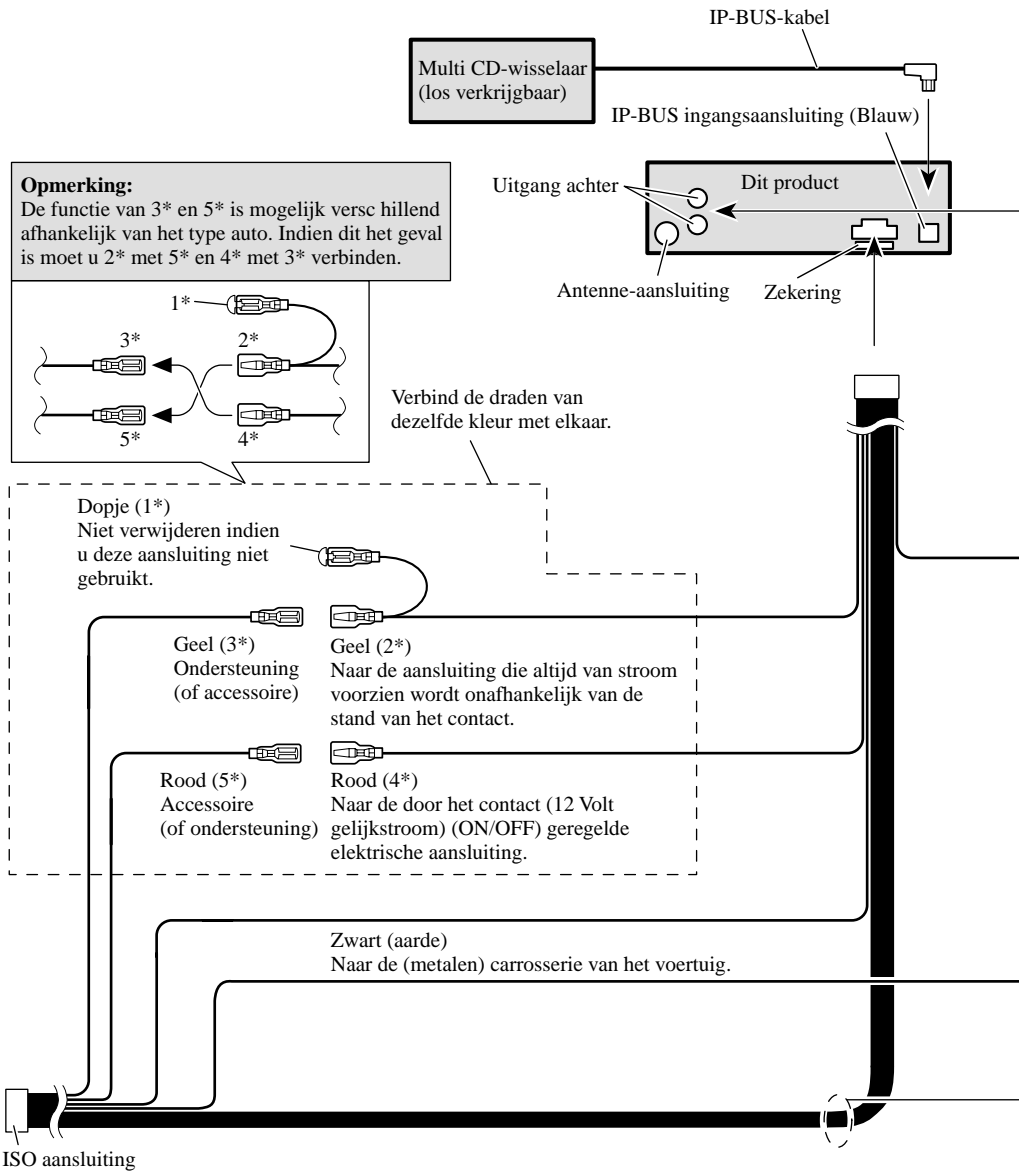 IP-BUS-kabel
Multi CD-wisselaar
(los verkrijgbaar)
IP-BUS ingangsaansluiting (Blauw)
Opmerking:
De functie van 3* en 5* is mogelijk versc hillend
afhankelijk van het type auto. Indien dit het geval
is moet u 2* met 5* en 4* met 3* verbinden.
Uitgang achter
Dit product
Antenne-aansluiting
Zekering
1*
3*
2*
5*
4*
Verbind de draden van
dezelfde kleur met elkaar.
Dopje (1*)
Niet verwijderen indien
u deze aansluiting niet
gebruikt.
Geel (3*)
Ondersteuning
(of accessoire)
Geel (2*)
Naar de aansluiting die altijd van stroom
voorzien wordt onafhankelijk van de
stand van het contact.
Rood (5*)
Accessoire
(of ondersteuning)
Rood (4*)
Naar de door het contact (12 Volt
gelijkstroom) (ON/OFF) geregelde
elektrische aansluiting.
Zwart (aarde)
Naar de (metalen) carrosserie van het voertuig.
ISO aansluiting